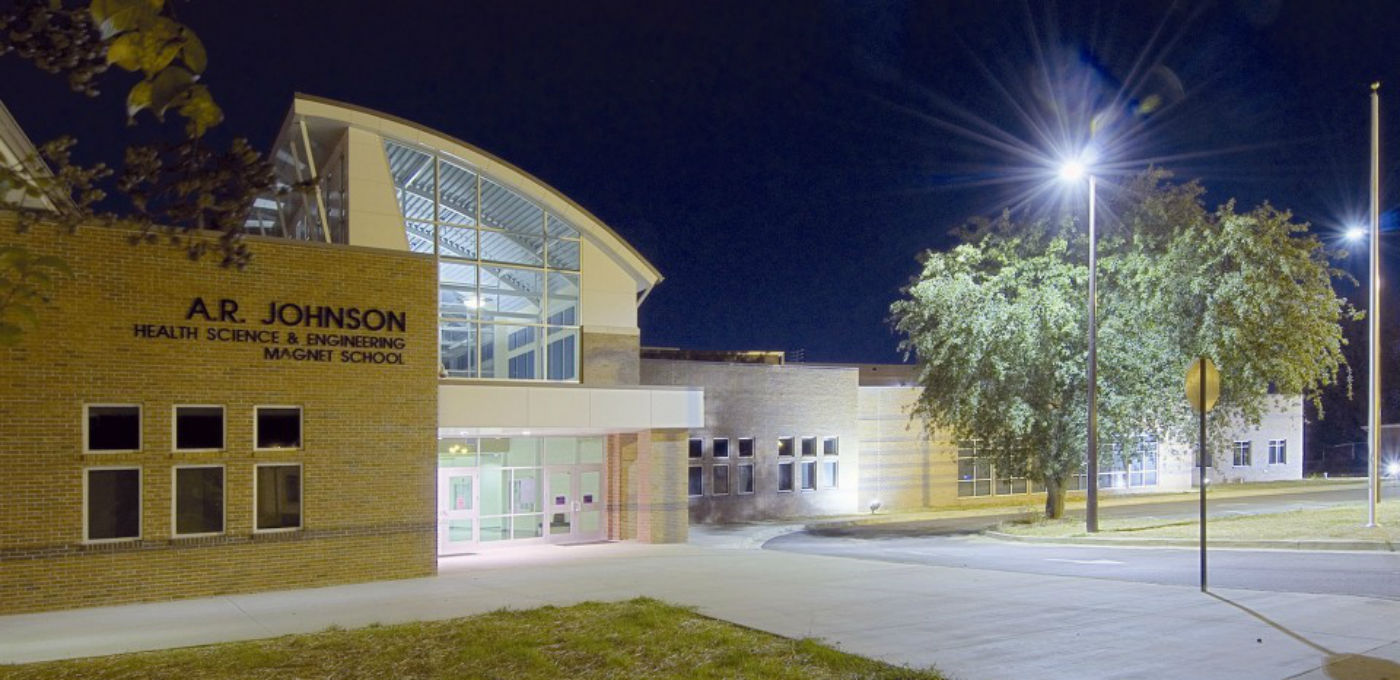 A.R. JOHNSON
HEALTH SCIENCE & ENGINEERING
MAGNET SCHOOL